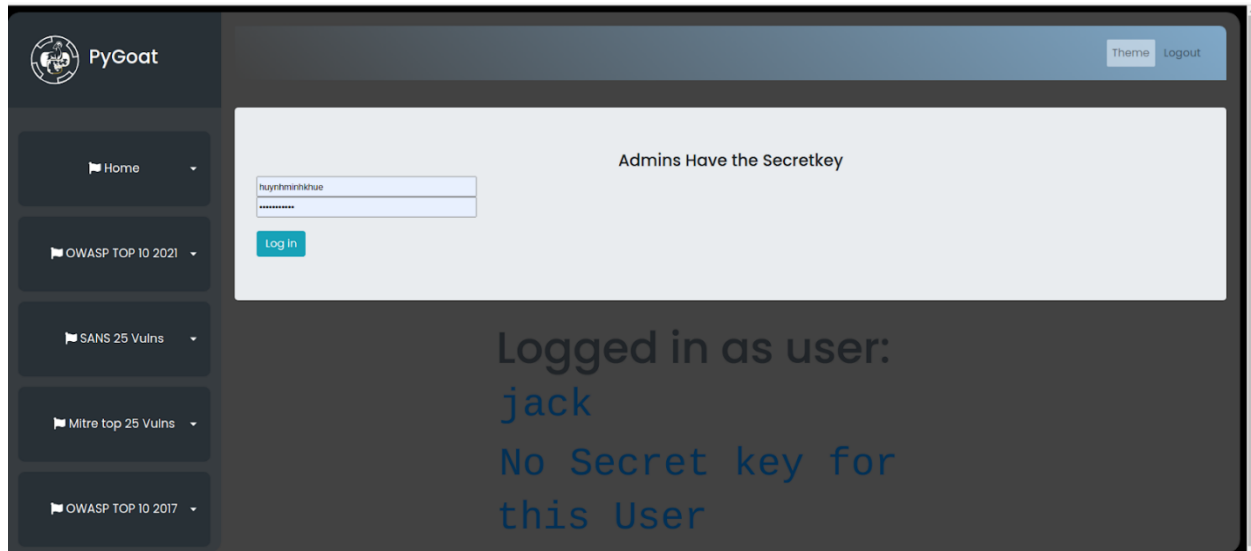 PyGoat
Theme Logout
Home
OWASP TOP 10 2021
SANS 25 Vulns
Mitre top 25 Vulns
OWASP TOP 10 2017
Admins Have the Secretkey
huynhminhkhue
•••••••••••
Log in
Logged in as user:
jack
No Secret key for
this User